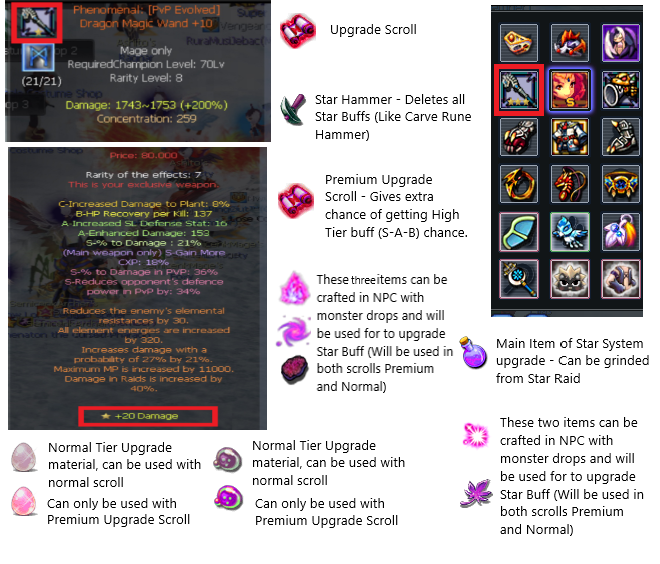 Phenomenal: [PvP Evolved]
Dragon Magic Wand +10
(21/21)
Mage only
RequiredChampion Level: 70Lv
Rarity Level: 8
Damage: 1743~1753 (+200%)
Concentration: 259
Price: 80.000
Rarity of the effects: 7
This is your exclusive weapon
C-Increased Damage to Plant: 8%
B-HP Recovery per Kill: 137
A-Increased SL Defense Stat: 16
A-Enhanced Damage: 153
S-% to Damage : 21%
(Main weapon only) S-Gain More
CXP: 18%
S-% to Damage in PVP: 36%
S-Reduces opponent's defence
power in PvP by: 34%
Reduces the enemy's elemental
resistances by 30.
All element energies are increased
by 320.
Increases damage with a
probability of 27% by 21%.
Maximum MP is increased by 11000.
Damage in Raids is increased by
40%.
+20 Damage
Upgrade Scroll
Star Hammer - Deletes all
Star Buffs (Like Carve Rune
Hammer)
Premium Upgrade
Scroll - Gives extra
chance of getting High
Tier buff (S-A-B) chance.
These three items can be
crafted in NPC with
monster drops and will
be used for to upgrade
Star Buff (Will be used in
both scrolls Premium
and Normal)
S
Main Item of Star System
upgrade - Can be grinded
from Star Raid
These two items can be
crafted in NPC with
monster drops and will
be used for to upgrade
Star Buff (Will be used in
both scrolls Premium
and Normal)
Normal Tier Upgrade
material, can be used with
normal scroll
Can only be used with
Premium Upgrade Scroll
Normal Tier Upgrade
material, can be used with
normal scroll
Can only be used with
Premium Upgrade Scroll